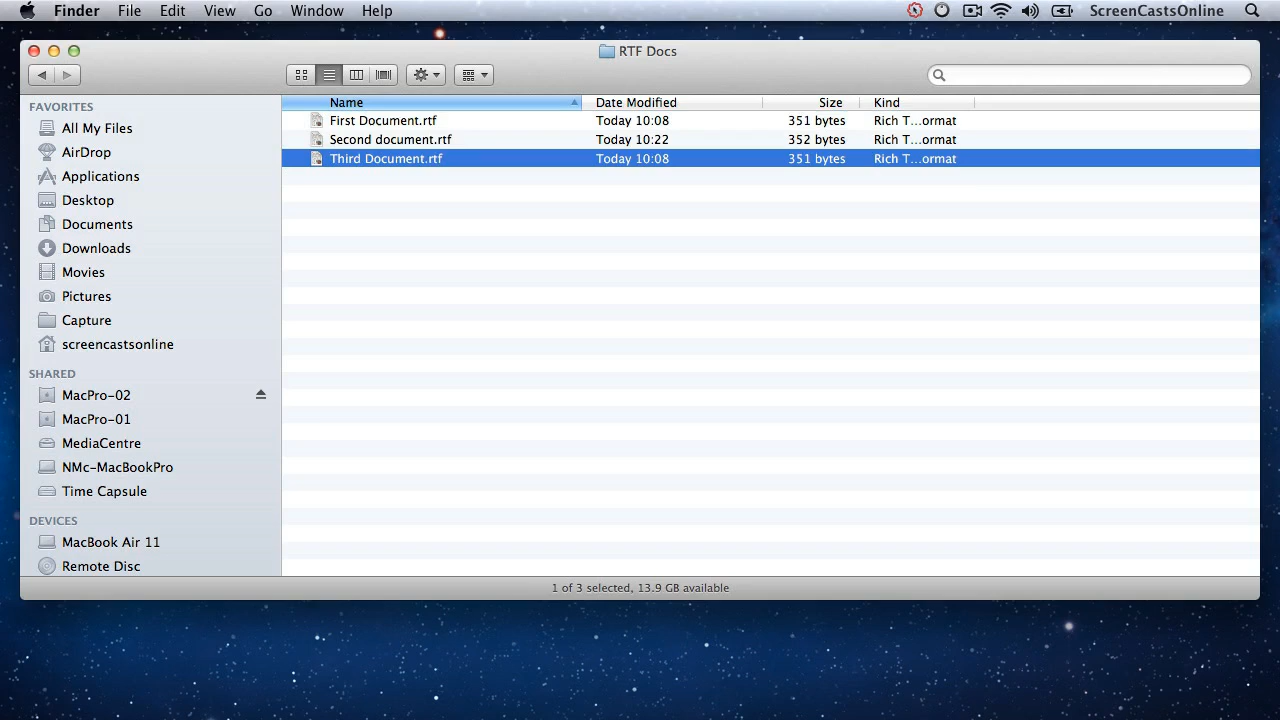 Finder File Edit View Go Window Help ScreenCastsOnline
RTF Docs
FAVORITES
All My Files
AirDrop
Applications
Desktop
Documents
Downloads
Movies
Pictures
Capture
screencastsonline
SHARED
MacPro-02
MacPro-01
MediaCentre
NMc-MacBookPro
Time Capsule
DEVICES
MacBook Air 11
Remote Disc
Name Date Modified Size Kind
First Document.rtf Today 10:08 351 bytes Rich T...ormat
Second document.rtf Today 10:22 352 bytes Rich T...ormat
Third Document.rtf Today 10:08 351 bytes Rich T...ormat
1 of 3 selected, 13.9 GB available